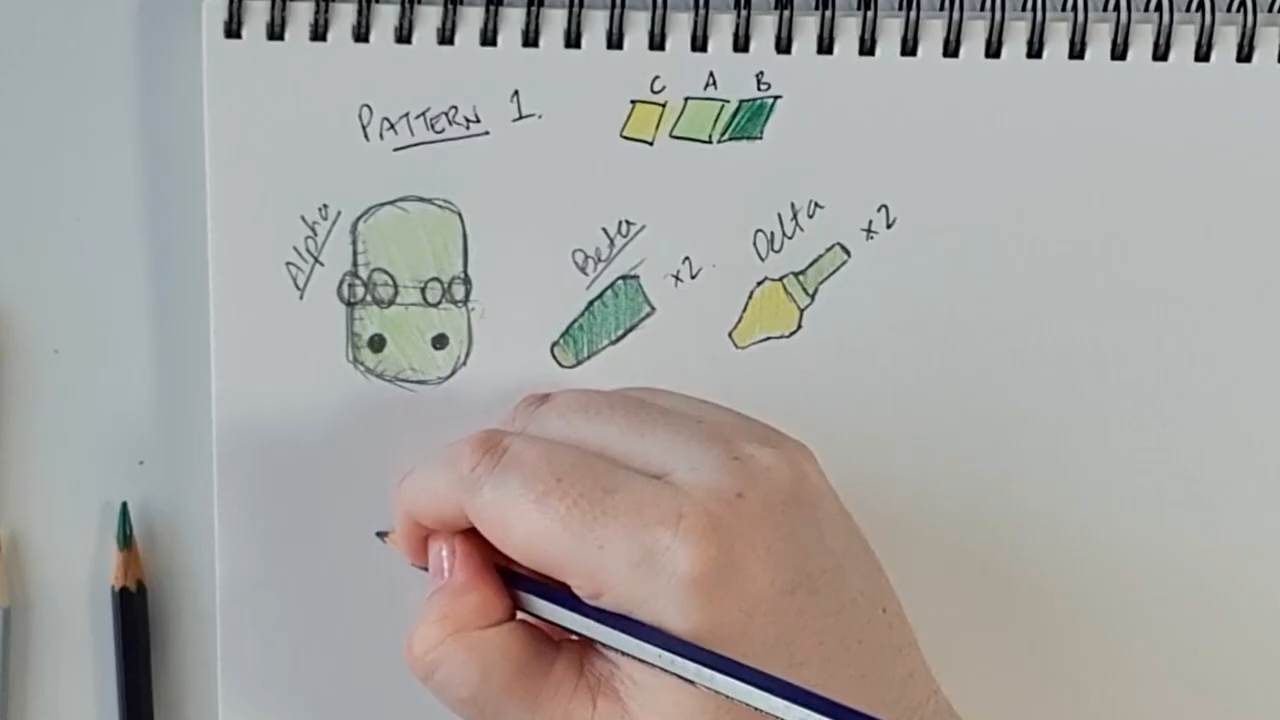 C A B
PATTERN 1.
Alpha
Beta
x2.
Delta
x2